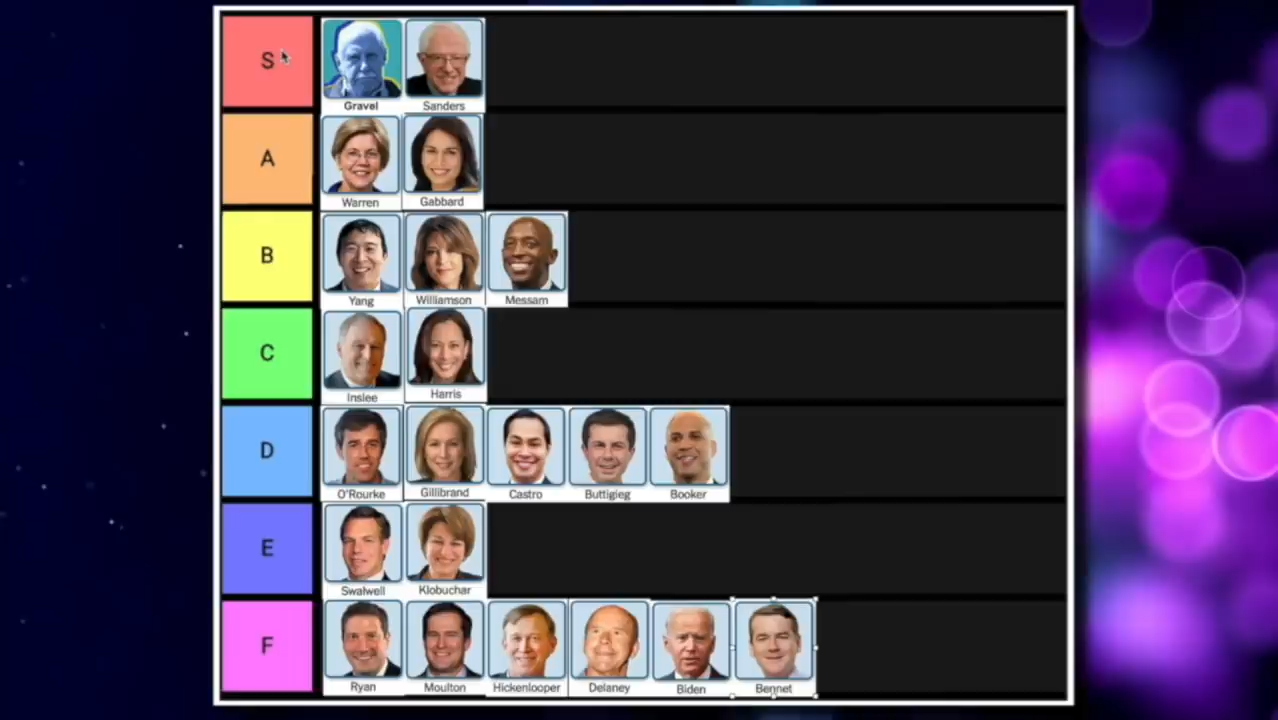 S
Gravel Sanders
A
Warren Gabbard
B
Yang Williamson Messam
C
Inslee Harris
D
O'Rourke Gillibrand Castro Buttigieg Booker
E
Swalwell Klobuchar
F
Ryan Moulton Hickenlooper Delaney Biden Bennet